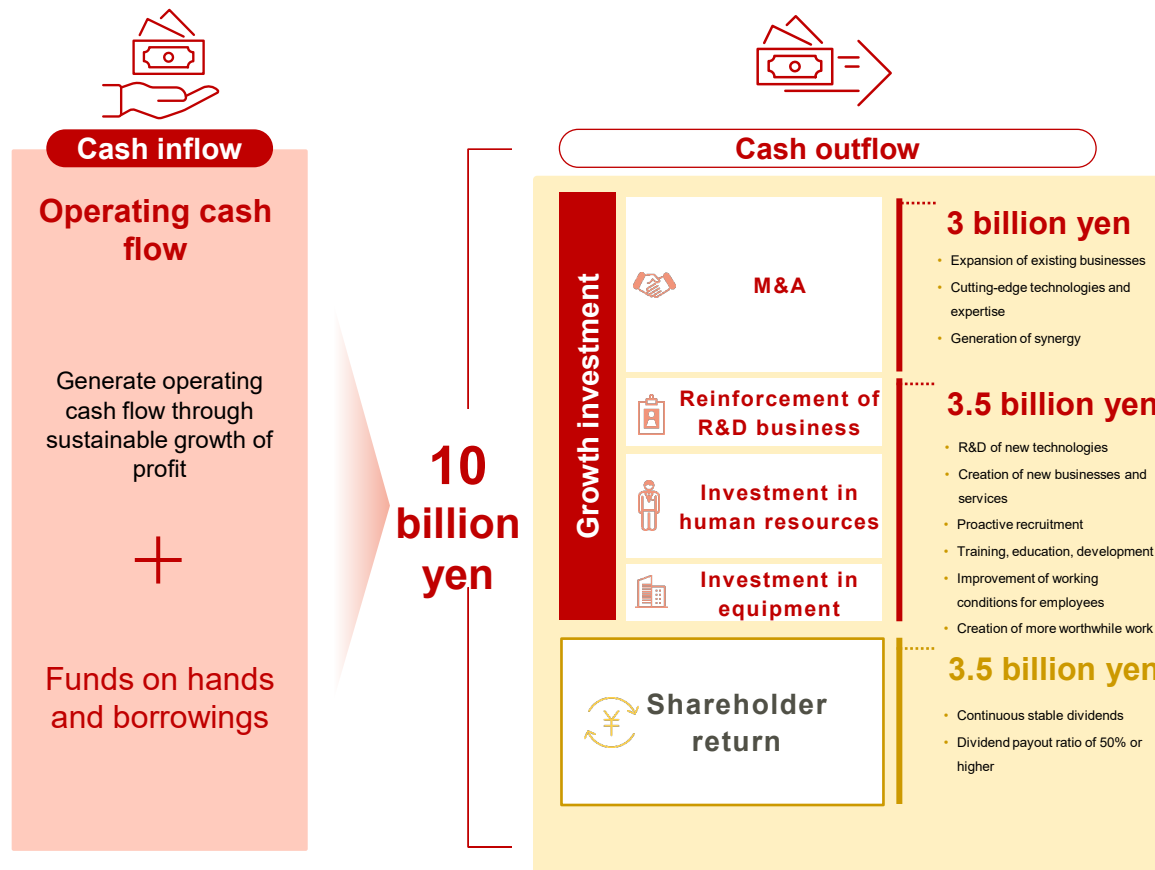 Cash inflow
Operating cash
flow
Generate operating
cash flow through
sustainable growth of
profit
+
Funds on hands
and borrowings
10
billion
yen
Cash outflow
Growth investment
M&A
3 billion yen
• Expansion of existing businesses
• Cutting-edge technologies and
expertise
• Generation of synergy
Reinforcement of
R&D business
Investment in
human resources
Investment in
equipment
3.5 billion yen
• R&D of new technologies
• Creation of new businesses and
services
• Proactive recruitment
• Training, education, development
• Improvement of working
conditions for employees
• Creation of more worthwhile work
¥
Shareholder
return
3.5 billion yen
• Continuous stable dividends
• Dividend payout ratio of 50% or
higher